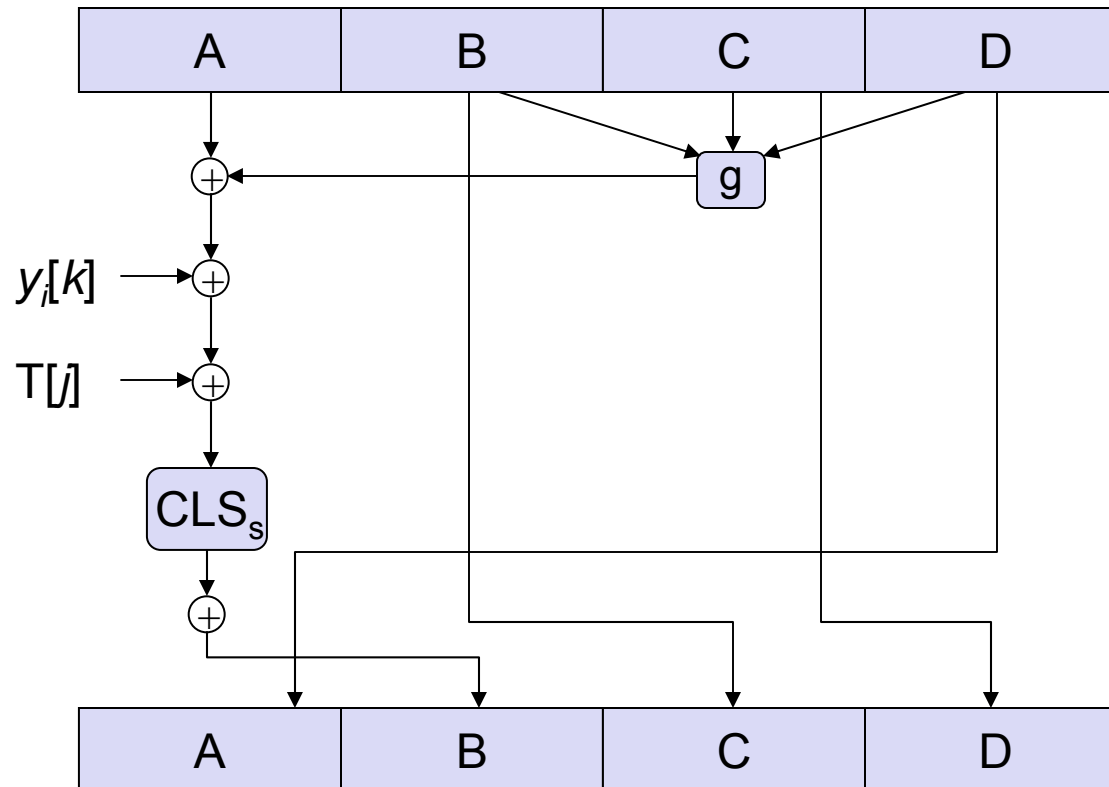 A B C D
g
+
y_i[k]
+
T[j]
+
CLS_s
+
A B C D